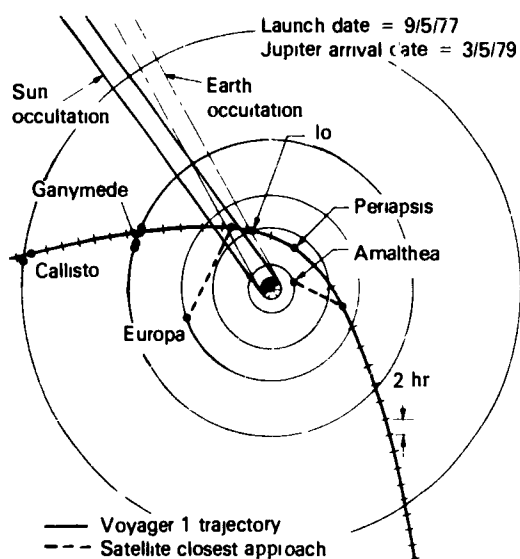 Launch date = 9/5/77
Jupiter arrival date = 3/5/79
Sun
occultation
Earth
occultation
Io
Ganymede
Periapsis
Amalthea
Callisto
Europa
2 hr
Voyager 1 trajectory
Satellite closest approach